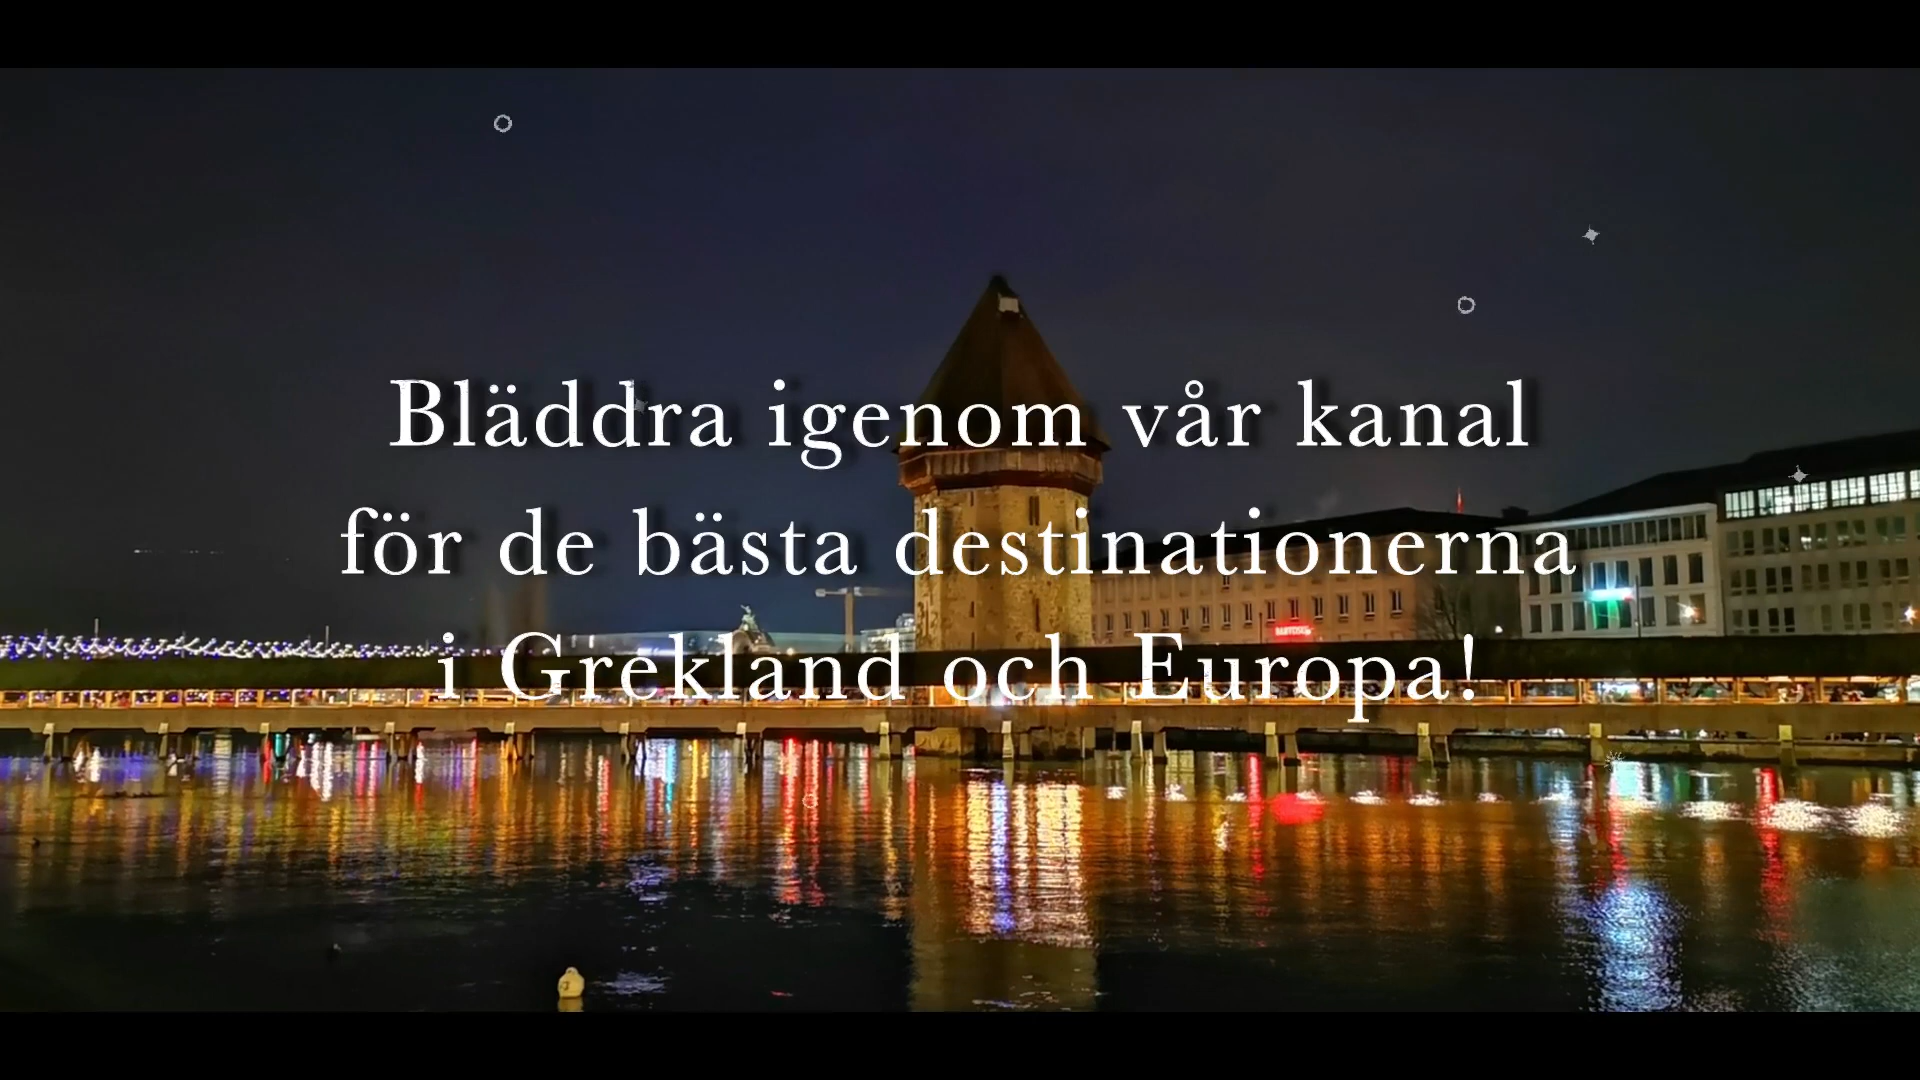 Bläddra igenom vår kanal
för de bästa destinationerna
i Grekland och Europa!